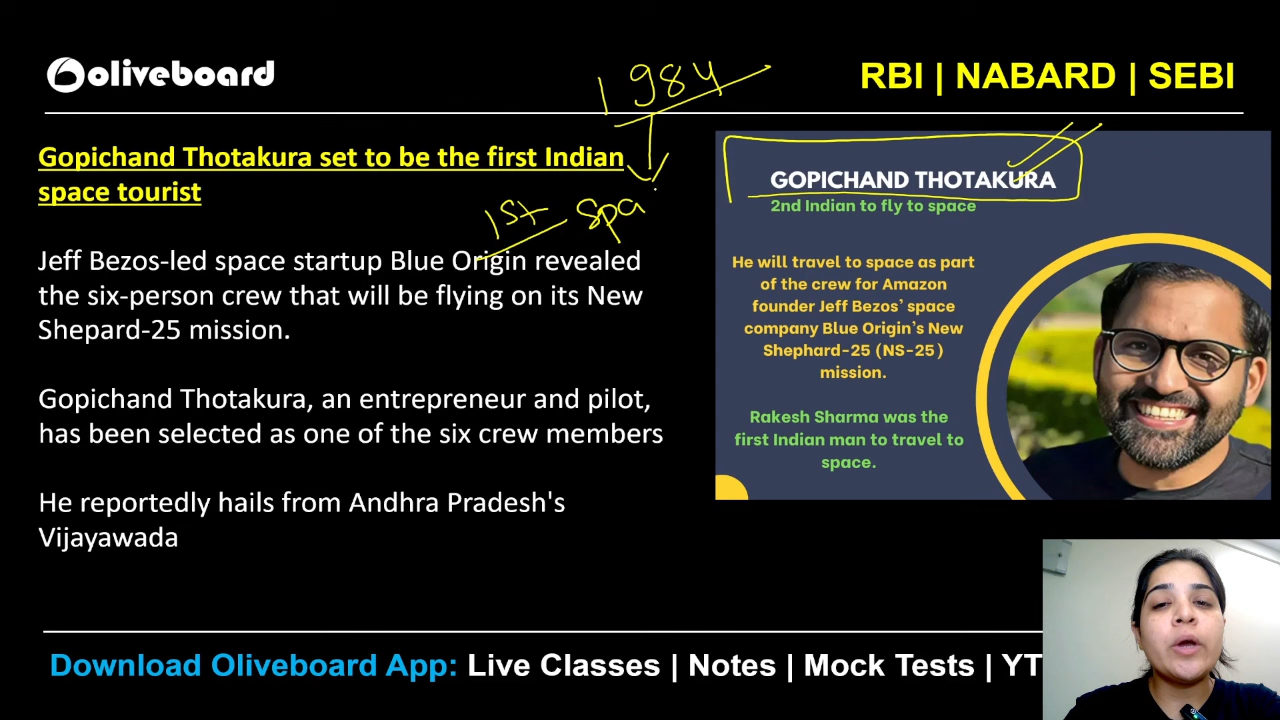 oliveboard
RBI | NABARD | SEBI
1984
Gopichand Thotakura set to be the first Indian
space tourist
1st spa
Jeff Bezos-led space startup Blue Origin revealed
the six-person crew that will be flying on its New
Shepard-25 mission.
Gopichand Thotakura, an entrepreneur and pilot,
has been selected as one of the six crew members
He reportedly hails from Andhra Pradesh's
Vijayawada
GOPICHAND THOTAKURA
2nd Indian to fly to space
He will travel to space as part
of the crew for Amazon
founder Jeff Bezos' space
company Blue Origin's New
Shephard-25 (NS-25)
mission.
Rakesh Sharma was the
first Indian man to travel to
space.
Download Oliveboard App: Live Classes | Notes | Mock Tests | YT